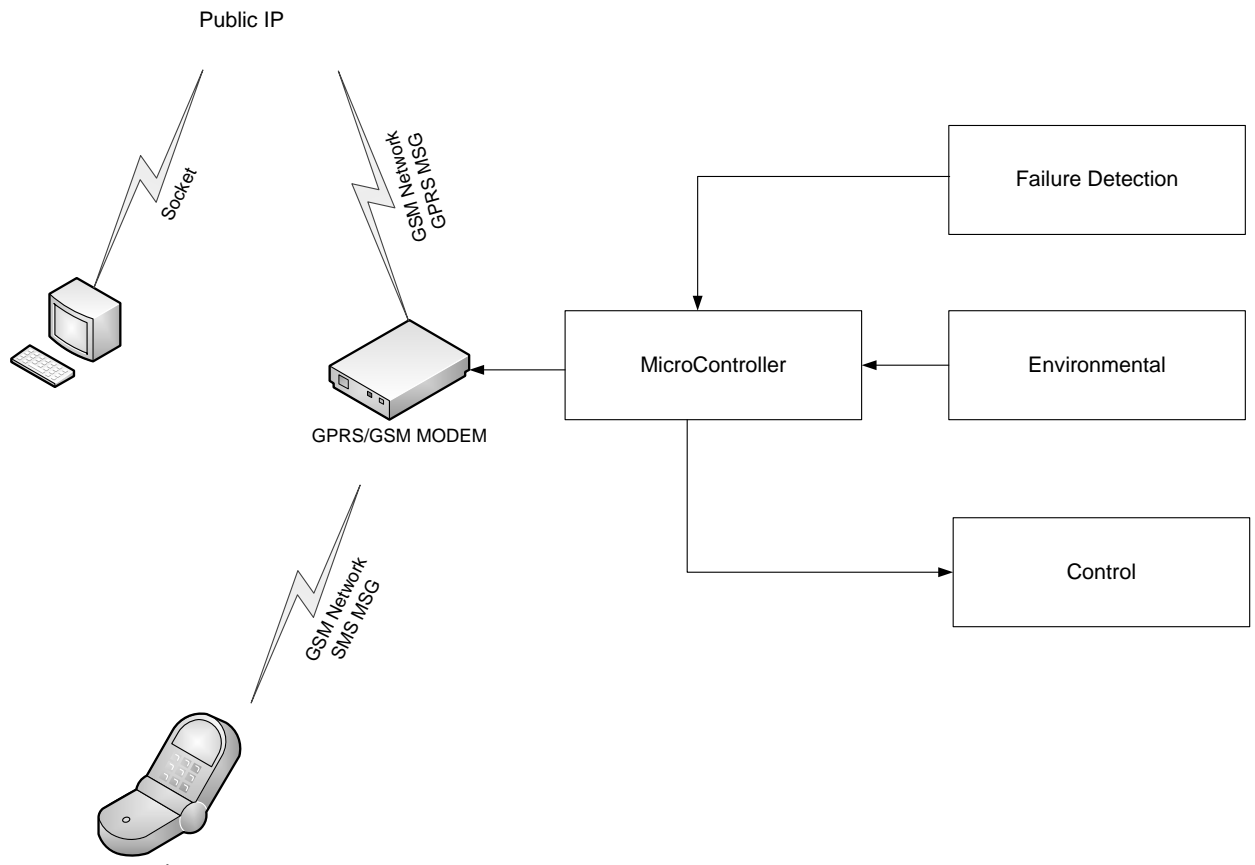 Public IP
Socket
GSM Network
GPRS MSG
Failure Detection
MicroController
Environmental
GPRS/GSM MODEM
Control
GSM Network
SMS MSG